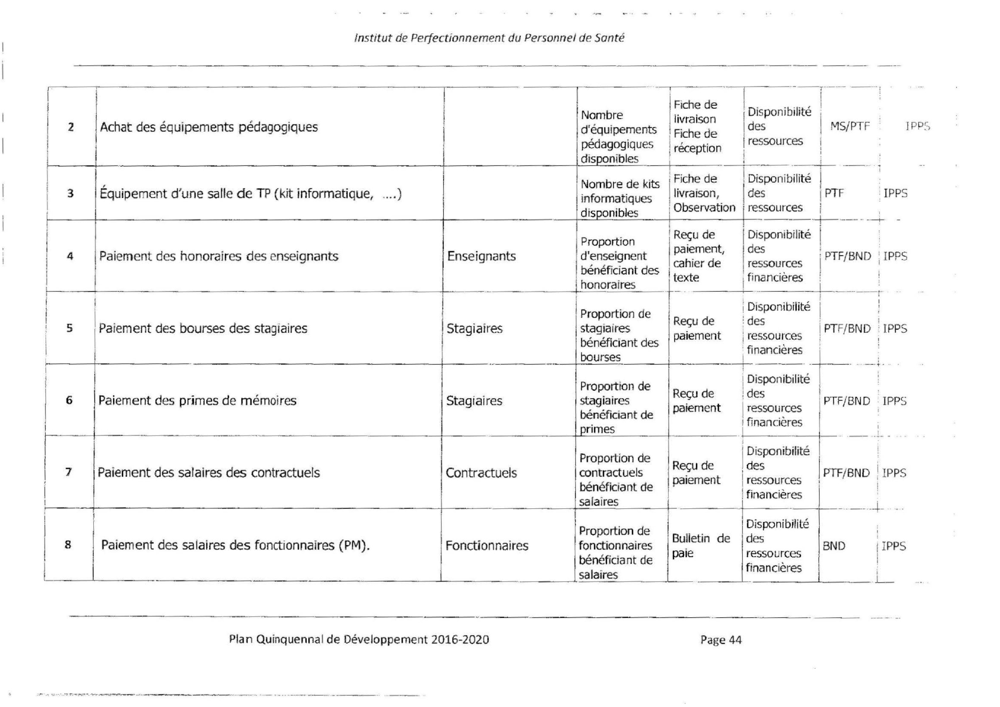 Institut de Perfectionnement du Personnel de Santé
2
Achat des équipements pédagogiques
Nombre
d'équipements
pédagogiques
disponibles
Fiche de
livraison
Fiche de
réception
Disponibilité
des
ressources
MS/PTF
IPPS
3
Équipement d'une salle de TP (kit informatique, ....)
Nombre de kits
informatiques
disponibles
Fiche de
livraison,
Observation
Disponibilité
des
ressources
PTF
IPPS
4
Paiement des honoraires des enseignants
Enseignants
Proportion
d'enseignent
bénéficiant des
honoraires
Reçu de
paiement,
cahier de
texte
Disponibilité
des
ressources
financières
PTF/BND
IPPS
5
Paiement des bourses des stagiaires
Stagiaires
Proportion de
stagiaires
bénéficiant des
bourses
Reçu de
paiement
Disponibilité
des
ressources
financières
PTF/BND
IPPS
6
Paiement des primes de mémoires
Stagiaires
Proportion de
stagiaires
bénéficiant de
primes
Reçu de
paiement
Disponibilité
des
ressources
financières
PTF/BND
IPPS
7
Paiement des salaires des contractuels
Contractuels
Proportion de
contractuels
bénéficiant de
salaires
Reçu de
paiement
Disponibilité
des
ressources
financières
PTF/BND
IPPS
8
Paiement des salaires des fonctionnaires (PM).
Fonctionnaires
Proportion de
fonctionnaires
bénéficiant de
salaires
Bulletin de
paie
Disponibilité
des
ressources
financières
BND
IPPS
Plan Quinquennal de Développement 2016-2020
Page 44